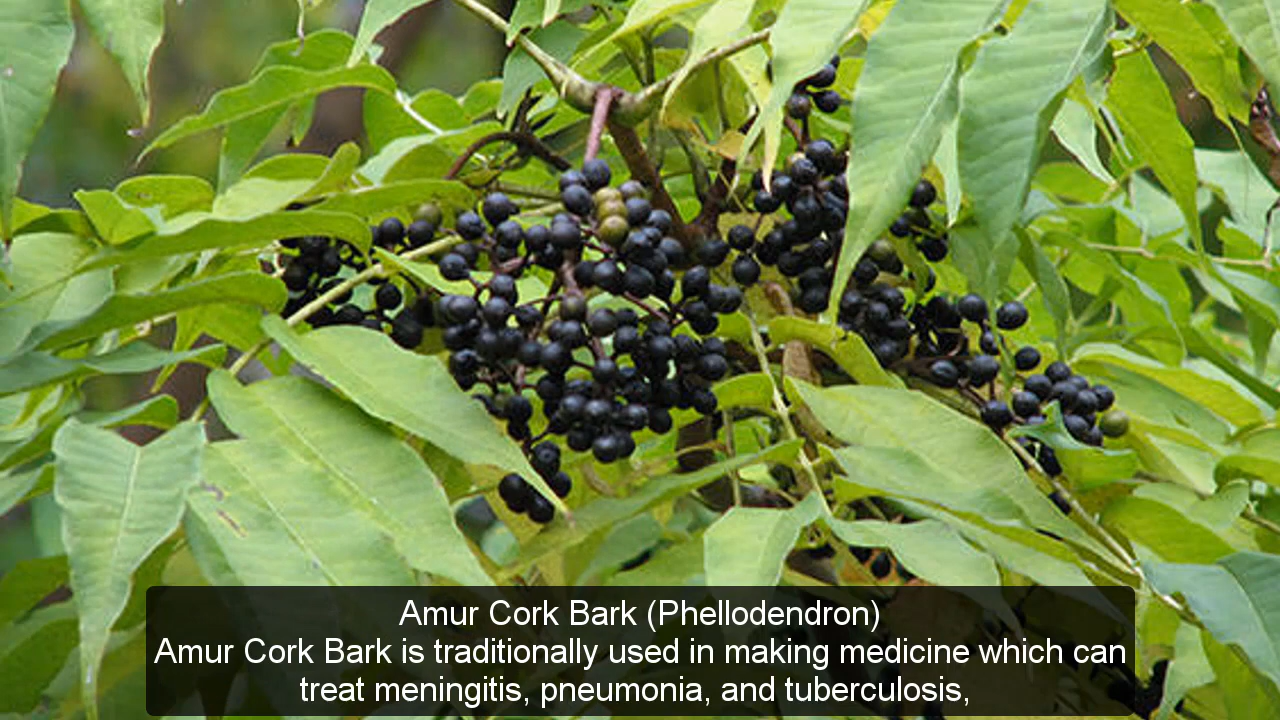 Amur Cork Bark (Phellodendron)
Amur Cork Bark is traditionally used in making medicine which can
treat meningitis, pneumonia, and tuberculosis,